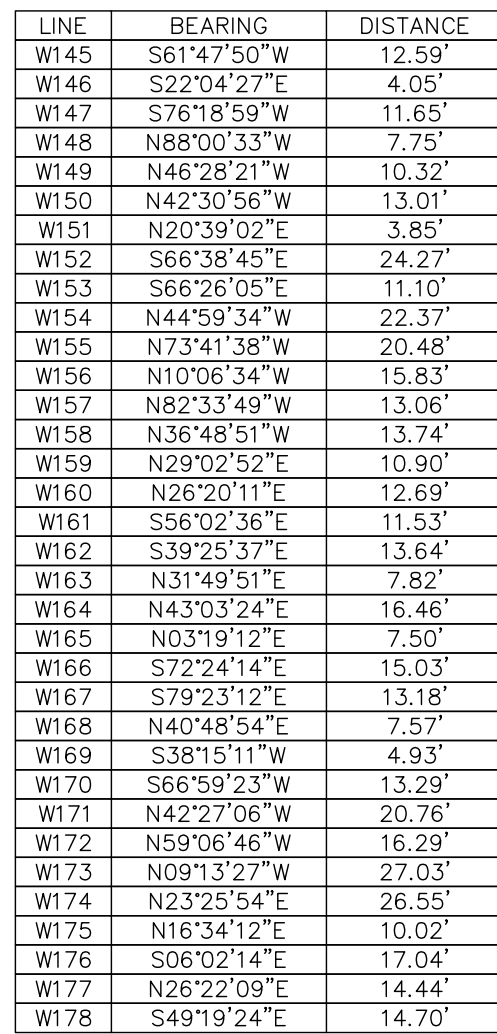 LINE BEARING DISTANCE
W145 S61°47'50"W 12.59'
W146 S22°04'27"E 4.05'
W147 S76°18'59"W 11.65'
W148 N88°00'33"W 7.75'
W149 N46°28'21"W 10.32'
W150 N42°30'56"W 13.01'
W151 N20°39'02"E 3.85'
W152 S66°38'45"E 24.27'
W153 S66°26'05"E 11.10'
W154 N44°59'34"W 22.37'
W155 N73°41'38"W 20.48'
W156 N10°06'34"W 15.83'
W157 N82°33'49"W 13.06'
W158 N36°48'51"W 13.74'
W159 N29°02'52"E 10.90'
W160 N26°20'11"E 12.69'
W161 S56°02'36"E 11.53'
W162 S39°25'37"E 13.64'
W163 N31°49'51"E 7.82'
W164 N43°03'24"E 16.46'
W165 N03°19'12"E 7.50'
W166 S72°24'14"E 15.03'
W167 S79°23'12"E 13.18'
W168 N40°48'54"E 7.57'
W169 S38°15'11"W 4.93'
W170 S66°59'23"W 13.29'
W171 N42°27'06"W 20.76'
W172 N59°06'46"W 16.29'
W173 N09°13'27"W 27.03'
W174 N23°25'54"E 26.55'
W175 N16°34'12"E 10.02'
W176 S06°02'14"E 17.04'
W177 N26°22'09"E 14.44'
W178 S49°19'24"E 14.70'